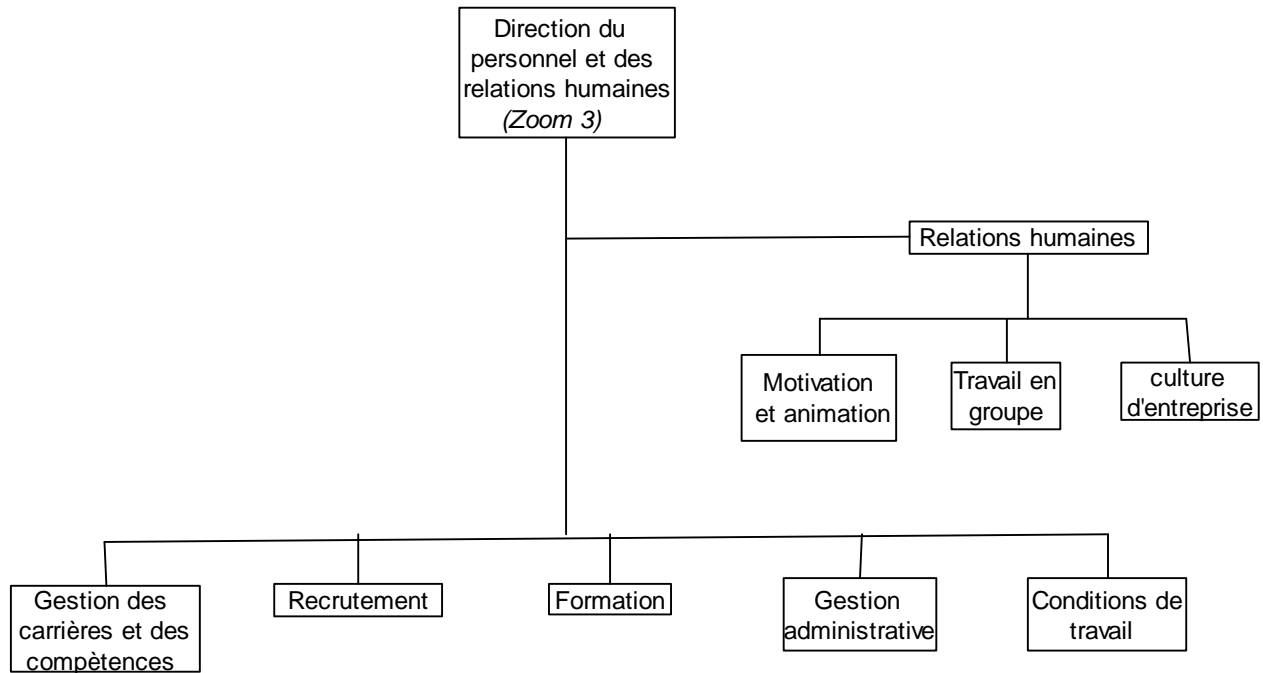 Direction du
personnel et des
relations humaines
(Zoom 3)
Relations humaines
Motivation
et animation
Travail en
groupe
culture
d'entreprise
Gestion des
carrières et des
compètences
Recrutement
Formation
Gestion
administrative
Conditions de
travail